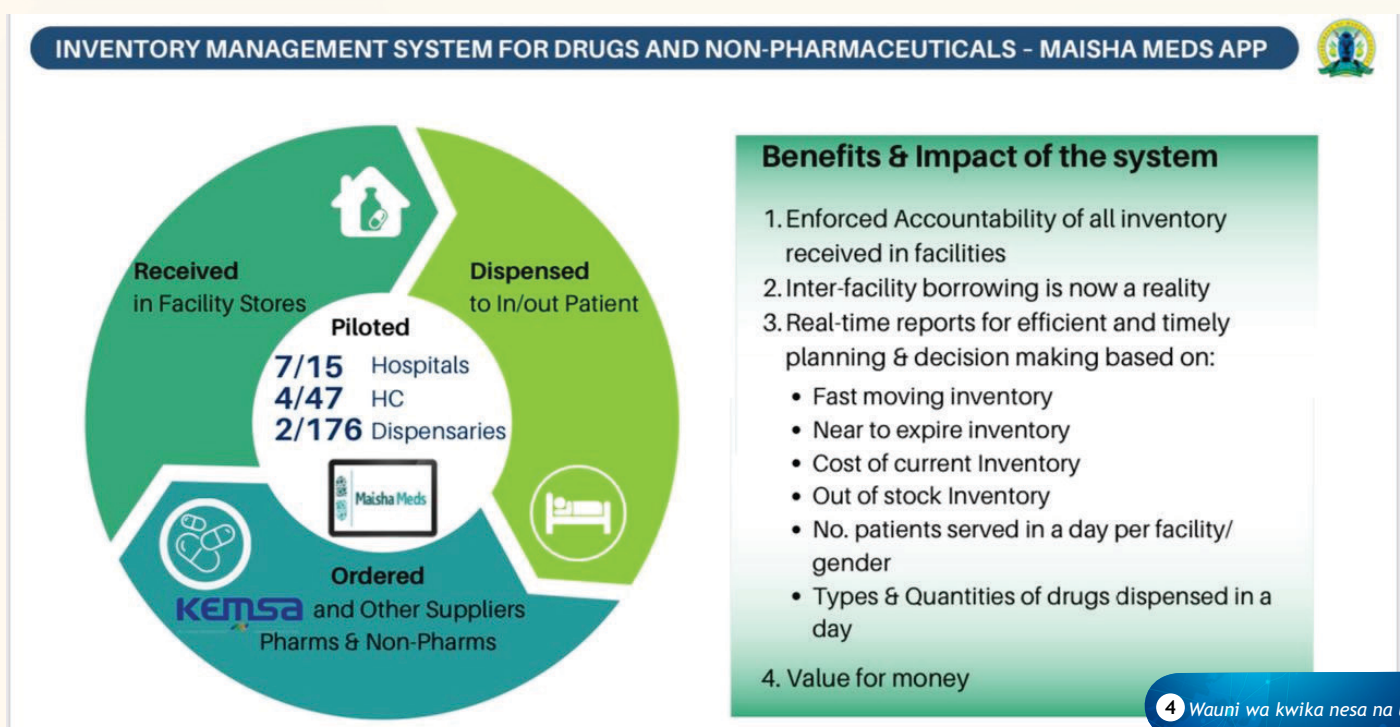 INVENTORY MANAGEMENT SYSTEM FOR DRUGS AND NON-PHARMACEUTICALS – MAISHA MEDS APP
Received
in Facility Stores
Dispensed
to In/out Patient
Piloted
7/15 Hospitals
4/47 HC
2/176 Dispensaries
Maisha Meds
Ordered
KEMSA and Other Suppliers
Pharms & Non-Pharms
Benefits & Impact of the system
1. Enforced Accountability of all inventory
received in facilities
2. Inter-facility borrowing is now a reality
3. Real-time reports for efficient and timely
planning & decision making based on:
• Fast moving inventory
• Near to expire inventory
• Cost of current Inventory
• Out of stock Inventory
• No. patients served in a day per facility/
gender
• Types & Quantities of drugs dispensed in a
day
4. Value for money
4 Wauni wa kwika nesa na